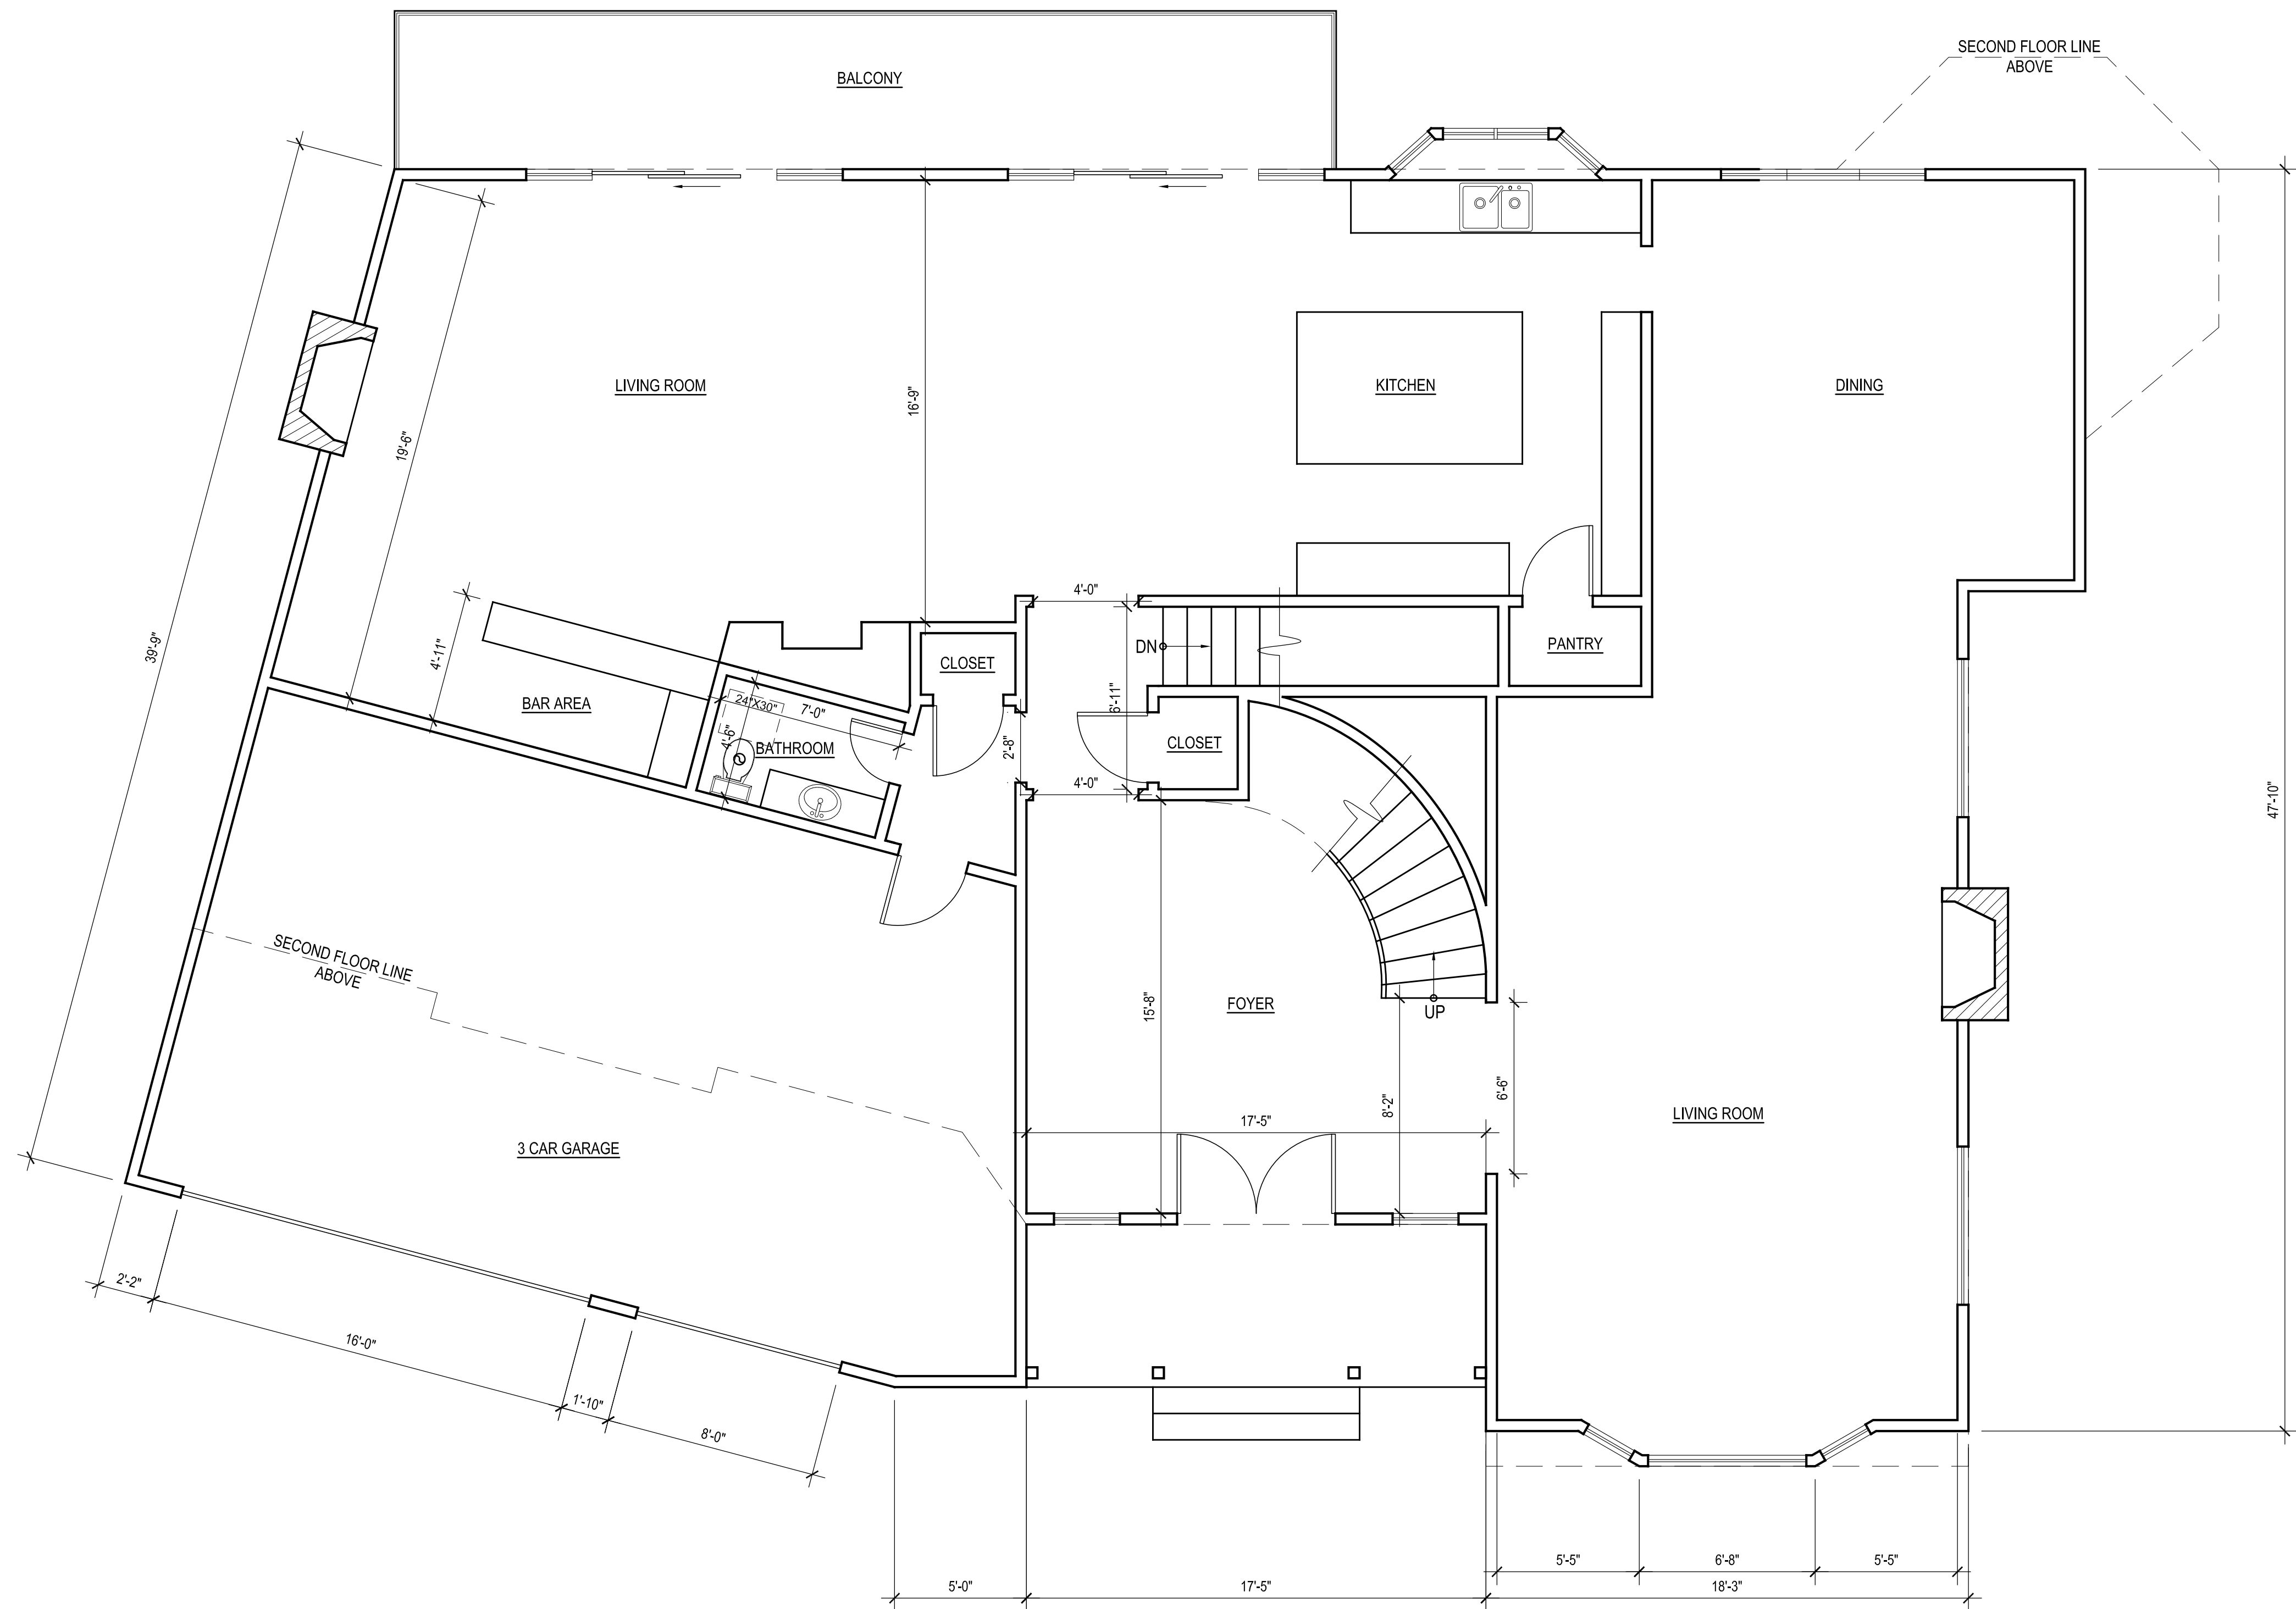 SECOND FLOOR LINE
ABOVE
BALCONY
LIVING ROOM
KITCHEN
DINING
16'-9"
19'-6"
39'-9"
4'-0"
4'-11"
DN
PANTRY
CLOSET
BAR AREA
24"X30"
7'-0"
4'-6"
BATHROOM
6'-11"
2'-8"
CLOSET
4'-0"
47'-10"
SECOND FLOOR LINE
ABOVE
15'-8"
FOYER
UP
6'-6"
8'-2"
17'-5"
LIVING ROOM
3 CAR GARAGE
2'-2"
16'-0"
1'-10"
8'-0"
5'-5"
6'-8"
5'-5"
5'-0"
17'-5"
18'-3"